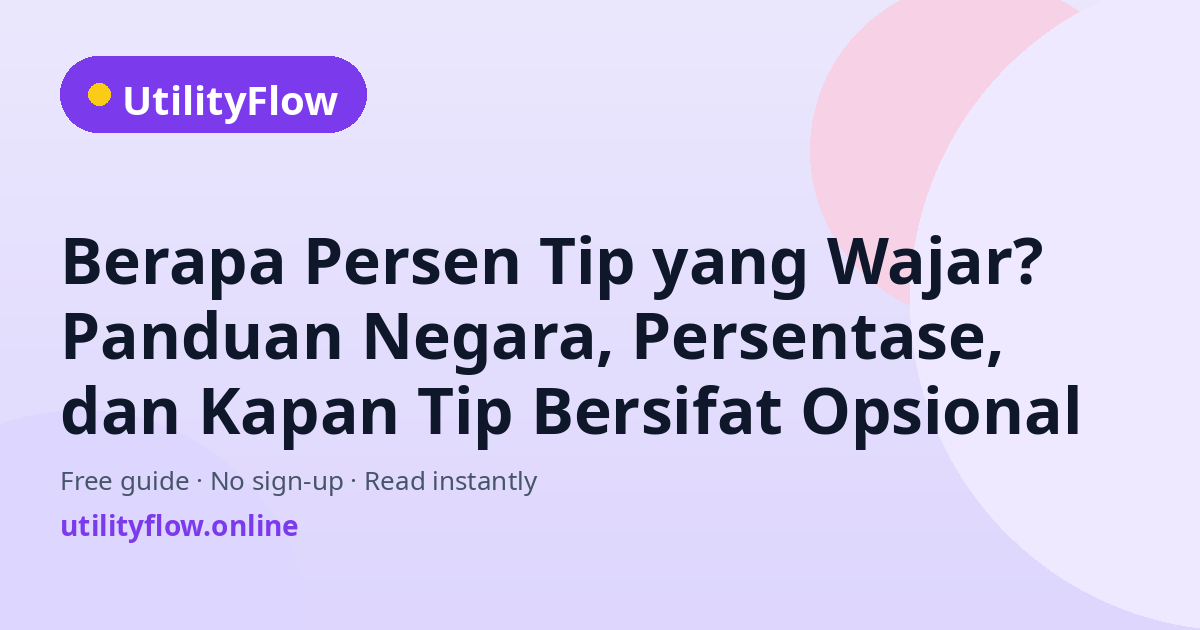 UtilityFlow
Berapa Persen Tip yang Wajar?
Panduan Negara, Persentase,
dan Kapan Tip Bersifat Opsional
Free guide · No sign-up · Read instantly
utilityflow.online